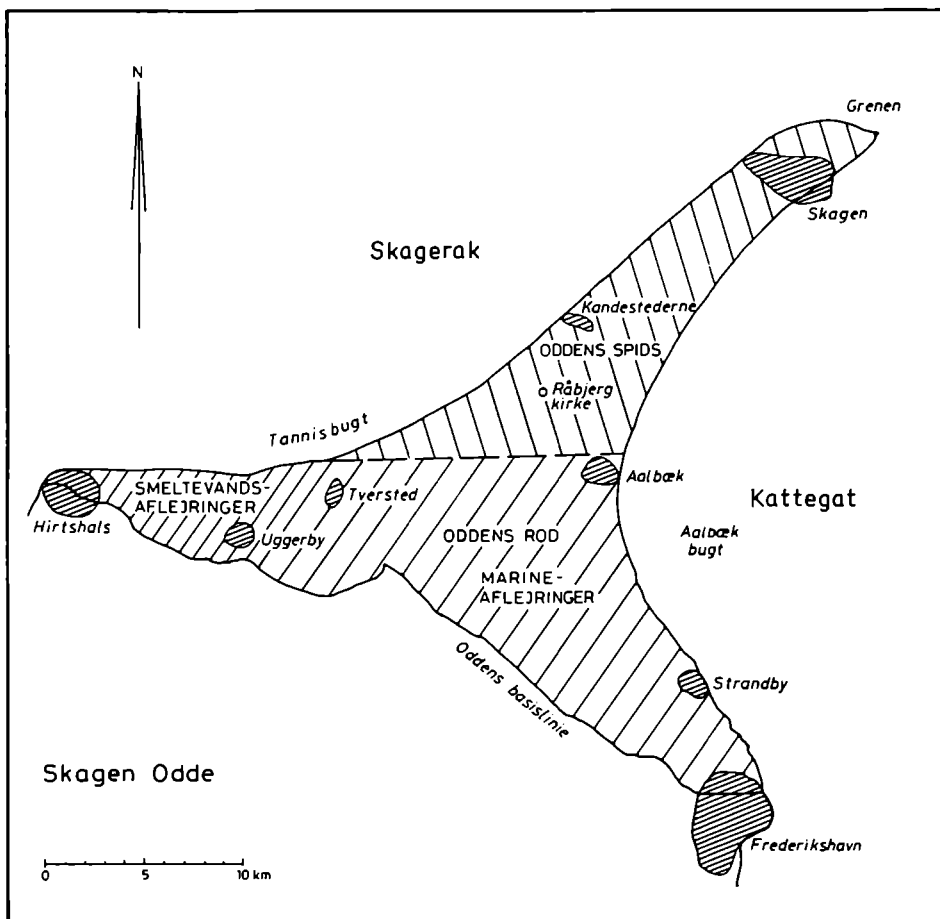 N
Grenen
Skagen
Skagerak
Kandestederne
ODDENS SPIDS
Råbjerg
kirke
Tannisbugt
SMELTEVANDS-
AFLEJRINGER
Tversted
Aalbæk
Kattegat
Hirtshals
Uggerby
ODDENS ROD
Aalbæk
bugt
MARINE-
AFLEJRINGER
Oddens basislinie
Strandby
Skagen Odde
Frederikshavn
0 5 10 km